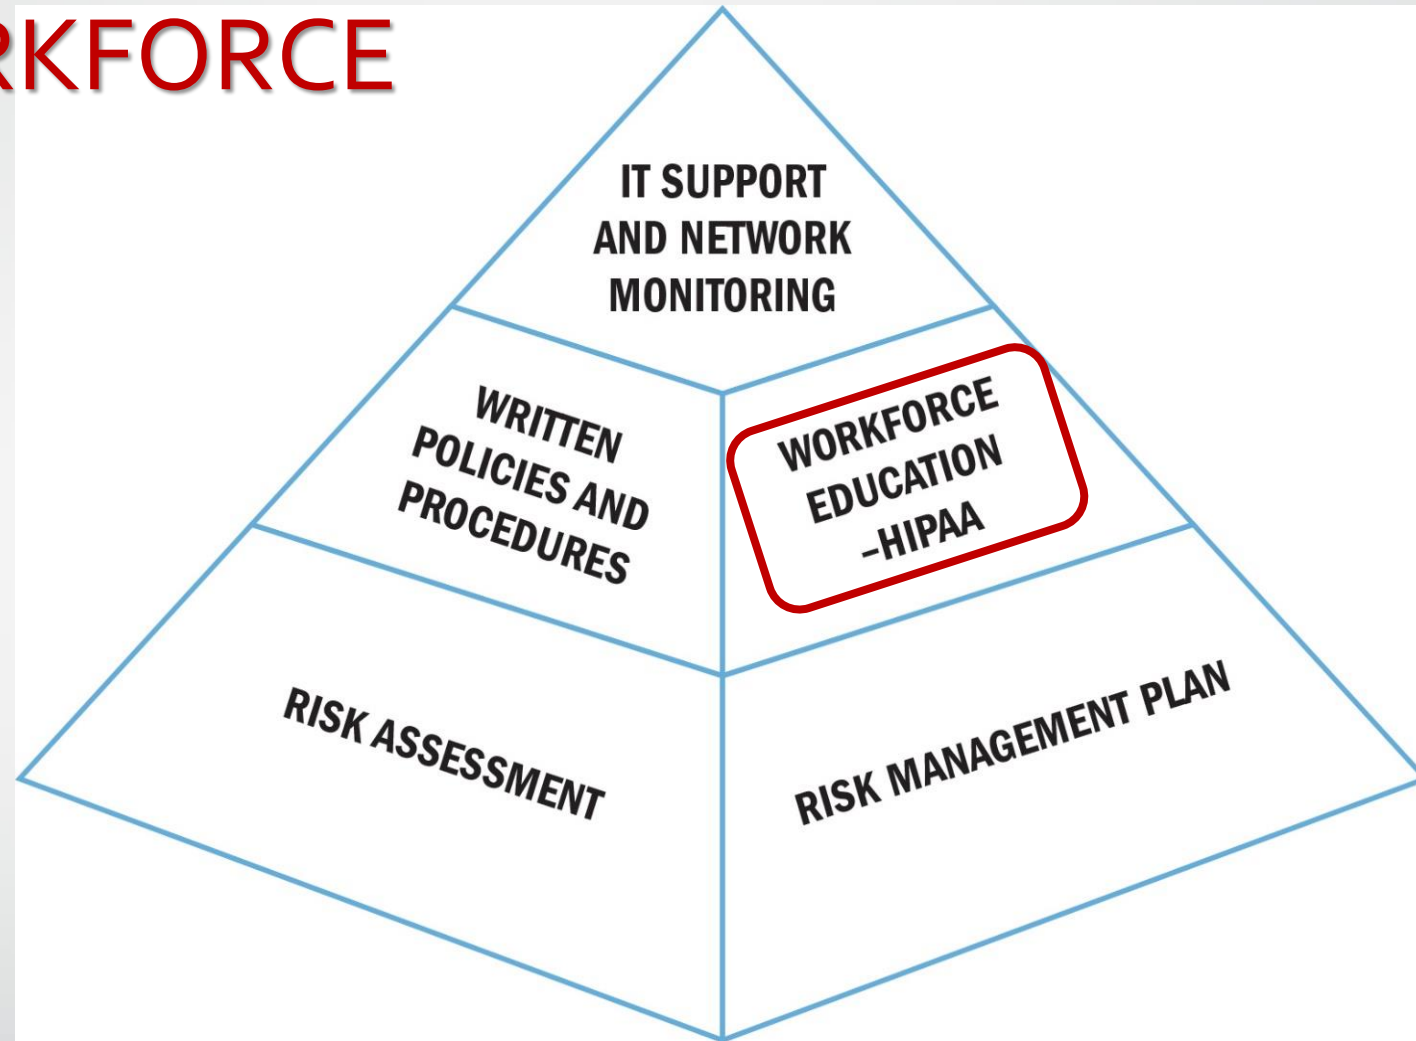 RKFORCE
IT SUPPORT
AND NETWORK
MONITORING
WRITTEN
POLICIES AND
PROCEDURES
WORKFORCE
EDUCATION
–HIPAA
RISK ASSESSMENT
RISK MANAGEMENT PLAN